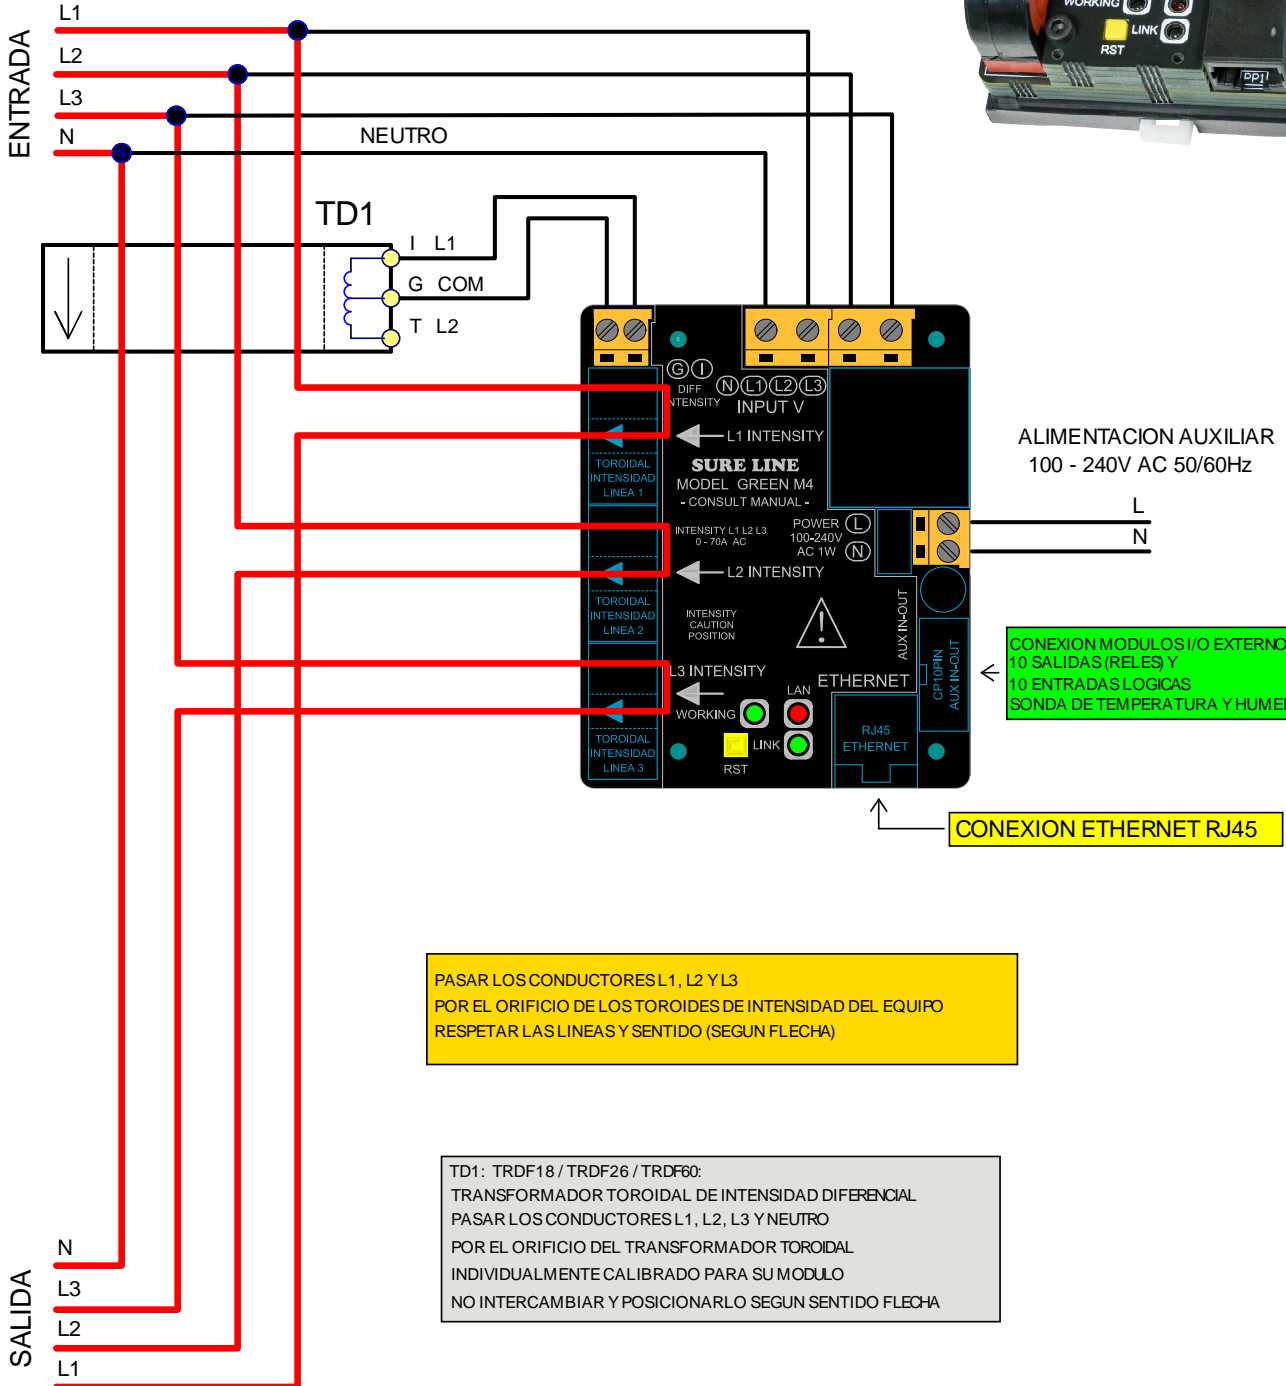 ENTRADA
L1
L2
L3
N
NEUTRO
WORKING
LINK
RST
PP1
TD1
I L1
G COM
T L2
G I
DIFF
INTENSITY
N L1 L2 L3
INPUT V
L1 INTENSITY
TOROIDAL
INTENSIDAD
LINEA 1
SURE LINE
MODEL GREEN M4
- CONSULT MANUAL -
INTENSITY L1 L2 L3
0 - 70A AC
POWER L
100-240V
AC 1W N
L2 INTENSITY
TOROIDAL
INTENSIDAD
LINEA 2
INTENSITY
CAUTION
POSITION
AUX IN-OUT
L3 INTENSITY
ETHERNET
CP10PIN
AUX IN-OUT
LAN
WORKING
LINK
RST
TOROIDAL
INTENSIDAD
LINEA 3
RJ45
ETHERNET
ALIMENTACION AUXILIAR
100 - 240V AC 50/60Hz
L
N
CONEXION MODULOS I/O EXTERNO
10 SALIDAS (RELES) Y
10 ENTRADAS LOGICAS
SONDA DE TEMPERATURA Y HUME
CONEXION ETHERNET RJ45
PASAR LOS CONDUCTORES L1, L2 Y L3
POR EL ORIFICIO DE LOS TOROIDES DE INTENSIDAD DEL EQUIPO
RESPETAR LAS LINEAS Y SENTIDO (SEGUN FLECHA)
TD1: TRDF18 / TRDF26 / TRDF60:
TRANSFORMADOR TOROIDAL DE INTENSIDAD DIFERENCIAL
PASAR LOS CONDUCTORES L1, L2, L3 Y NEUTRO
POR EL ORIFICIO DEL TRANSFORMADOR TOROIDAL
INDIVIDUALMENTE CALIBRADO PARA SU MODULO
NO INTERCAMBIAR Y POSICIONARLO SEGUN SENTIDO FLECHA
SALIDA
N
L3
L2
L1